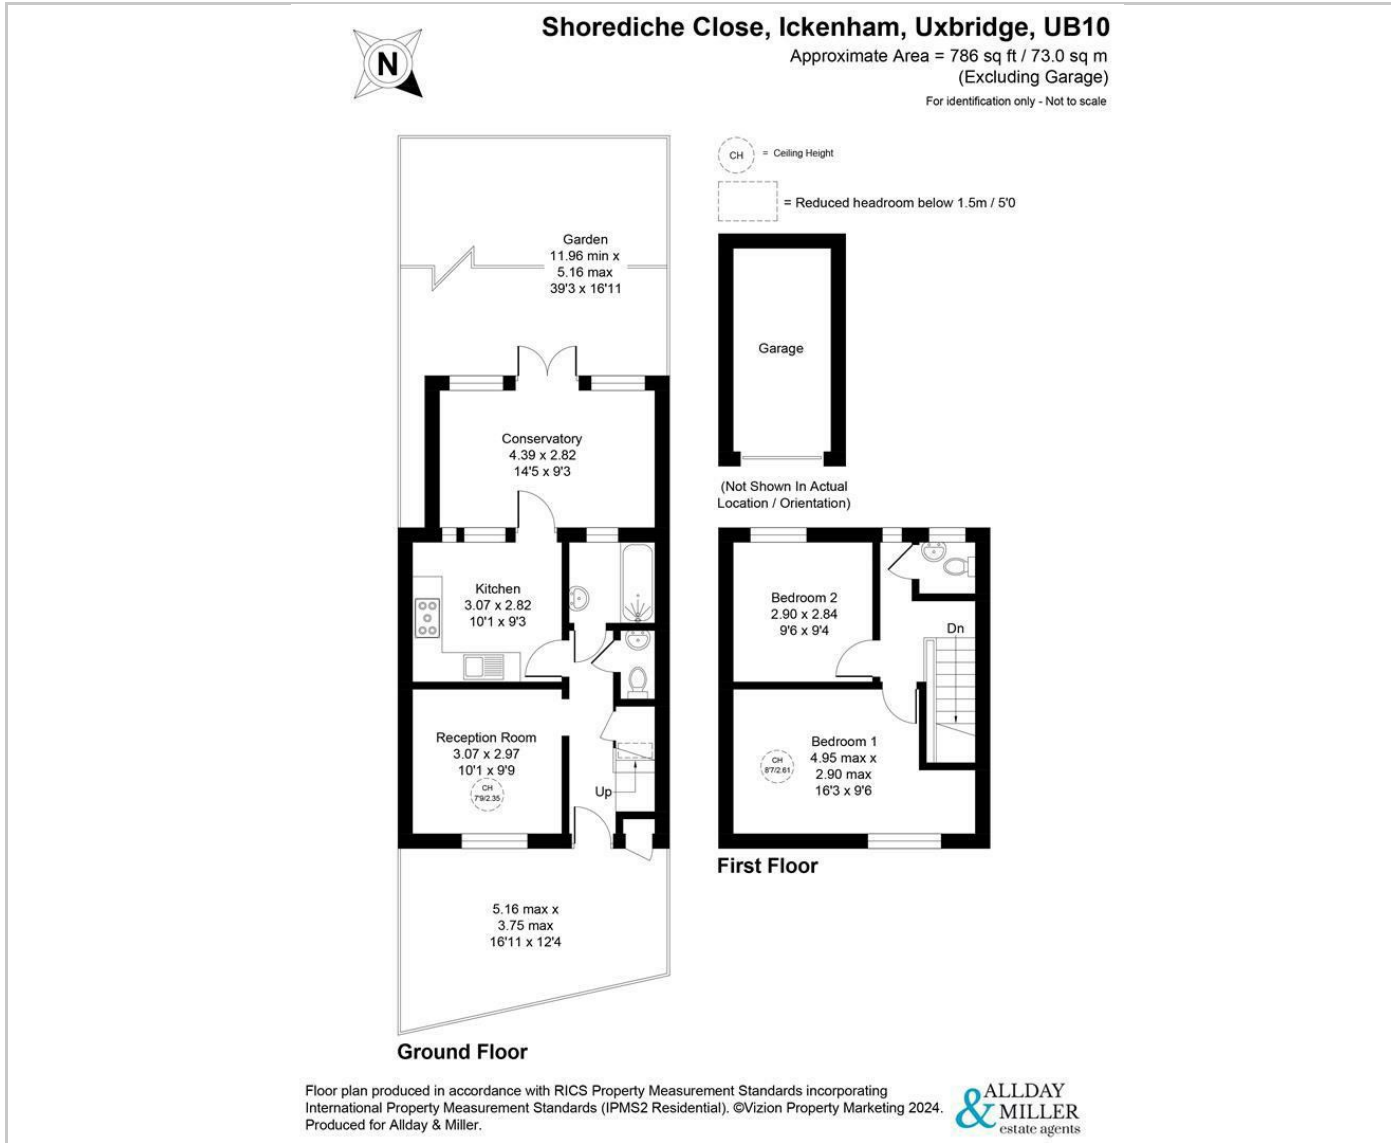 Shorediche Close, Ickenham, Uxbridge, UB10
Approximate Area = 786 sq ft / 73.0 sq m
(Excluding Garage)
For identification only - Not to scale
N
CH
= Ceiling Height
= Reduced headroom below 1.5m / 5'0
Garden
11.96 min x
5.16 max
39'3 x 16'11
Garage
(Not Shown In Actual
Location / Orientation)
Conservatory
4.39 x 2.82
14'5 x 9'3
Kitchen
3.07 x 2.82
10'1 x 9'3
Reception Room
3.07 x 2.97
10'1 x 9'9
CH
7'9/2.35
Up
5.16 max x
3.75 max
16'11 x 12'4
Ground Floor
Bedroom 2
2.90 x 2.84
9'6 x 9'4
Dn
Bedroom 1
4.95 max x
2.90 max
16'3 x 9'6
CH
8'7/2.61
First Floor
Floor plan produced in accordance with RICS Property Measurement Standards incorporating
International Property Measurement Standards (IPMS2 Residential). ©Vizion Property Marketing 2024.
Produced for Allday & Miller.
ALLDAY
& MILLER
estate agents